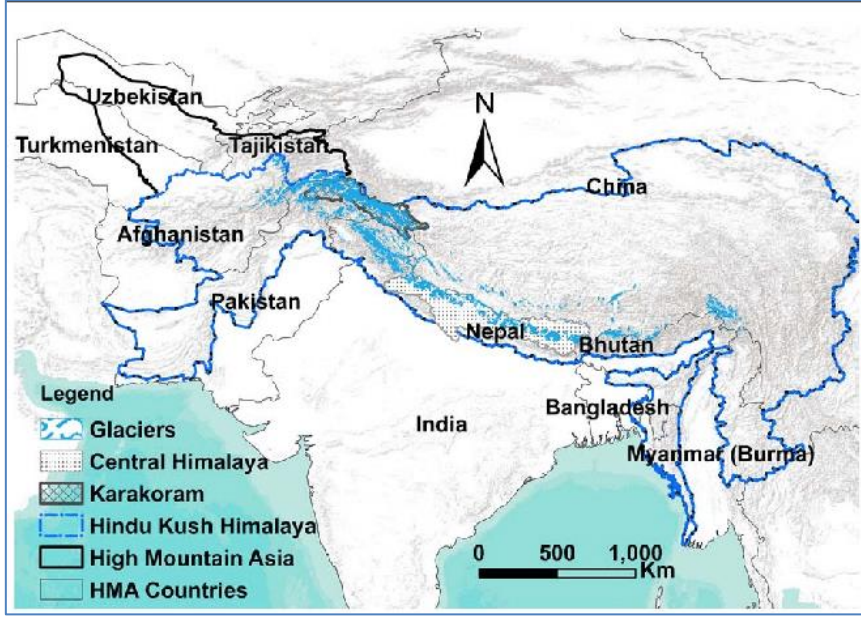 N
Uzbekistan
Turkmenistan
Tajikistan
China
Afghanistan
Pakistan
Nepal
Bhutan
Bangladesh
India
Myanmar (Burma)
Legend
Glaciers
Central Himalaya
Karakoram
Hindu Kush Himalaya
High Mountain Asia
HMA Countries
0 500 1,000
Km